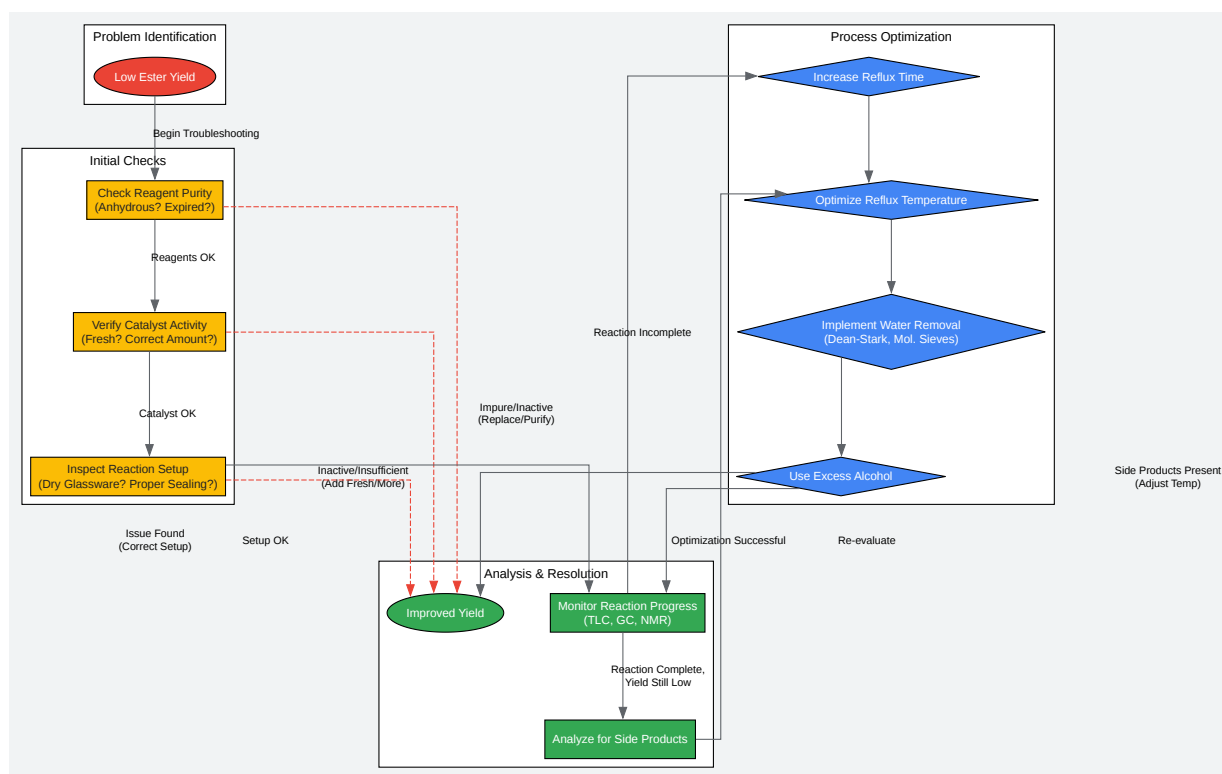 Problem Identification
Low Ester Yield
Begin Troubleshooting
Initial Checks
Check Reagent Purity
(Anhydrous? Expired?)
Reagents OK
Verify Catalyst Activity
(Fresh? Correct Amount?)
Catalyst OK
Inspect Reaction Setup
(Dry Glassware? Proper Sealing?)
Issue Found
(Correct Setup)
Setup OK
Inactive/Insufficient
(Add Fresh/More)
Impure/Inactive
(Replace/Purify)
Reaction Incomplete
Process Optimization
Increase Reflux Time
Optimize Reflux Temperature
Implement Water Removal
(Dean-Stark, Mol. Sieves)
Use Excess Alcohol
Side Products Present
(Adjust Temp)
Optimization Successful
Re-evaluate
Analysis & Resolution
Improved Yield
Monitor Reaction Progress
(TLC, GC, NMR)
Reaction Complete,
Yield Still Low
Analyze for Side Products